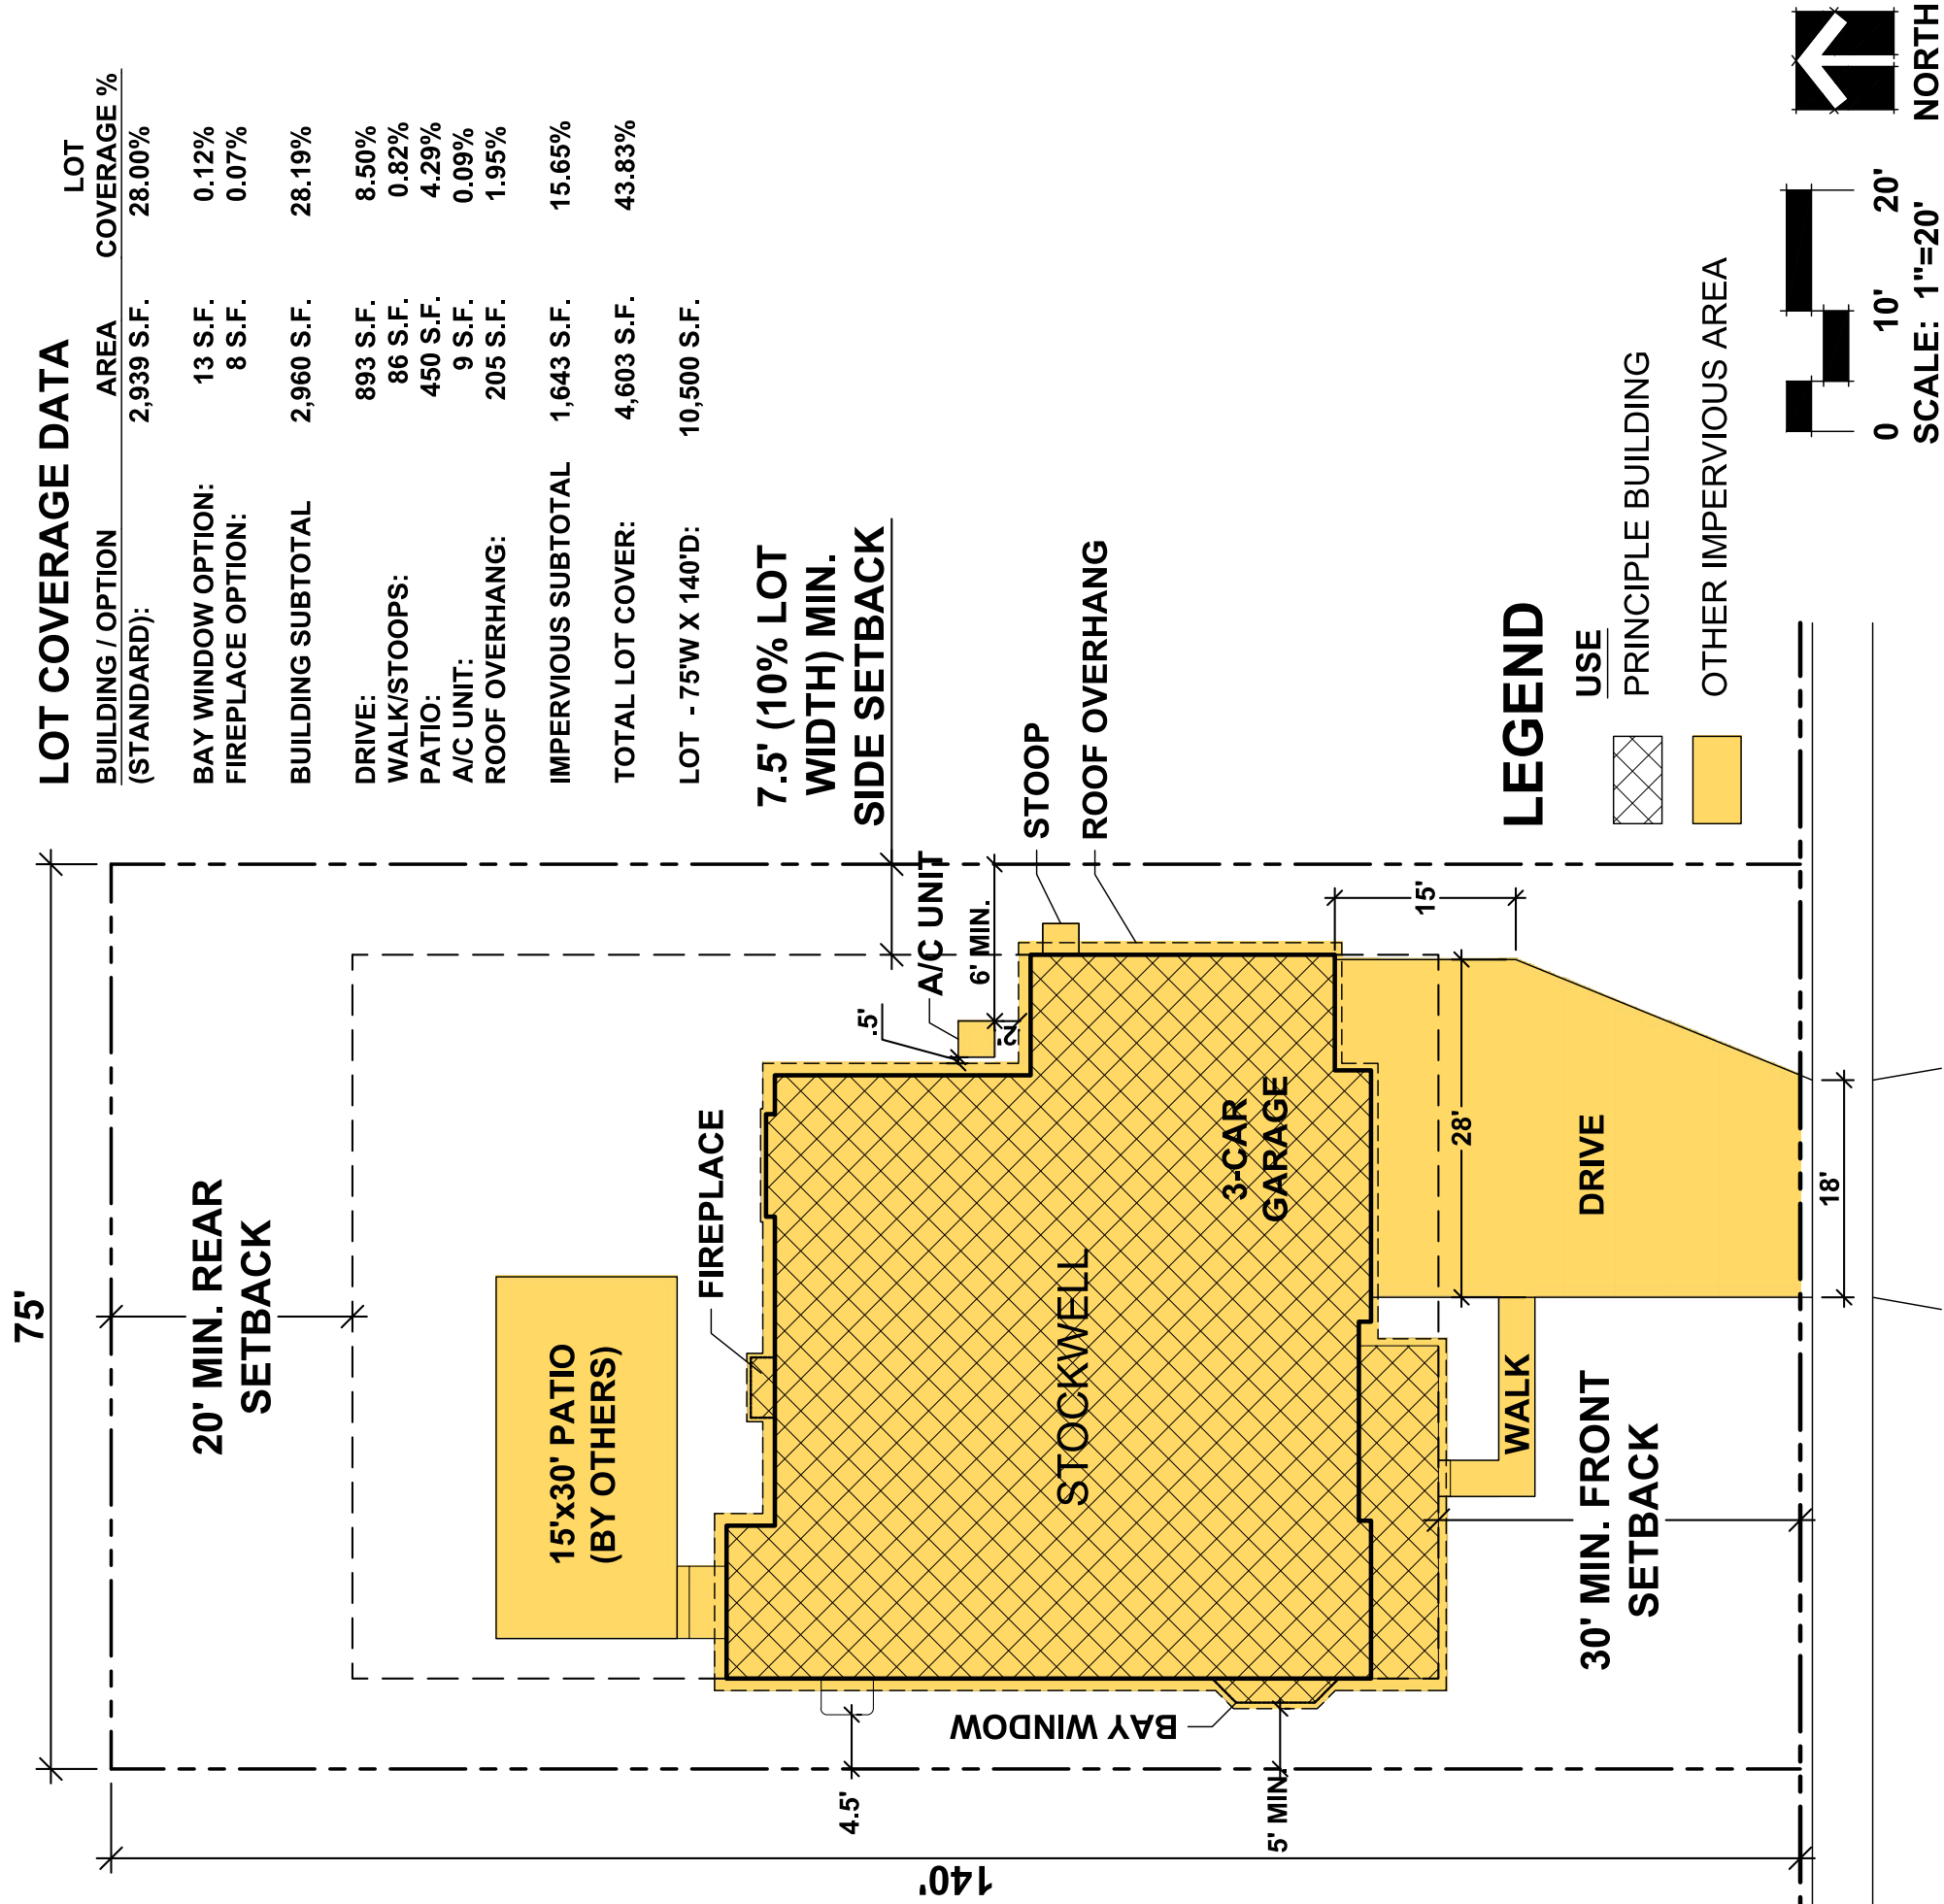 LOT COVERAGE DATA
BUILDING / OPTION AREA LOT COVERAGE %
(STANDARD): 2,939 S.F. 28.00%
BAY WINDOW OPTION: 13 S.F. 0.12%
FIREPLACE OPTION: 8 S.F. 0.07%
BUILDING SUBTOTAL 2,960 S.F. 28.19%
DRIVE: 893 S.F. 8.50%
WALK/STOOPS: 86 S.F. 0.82%
PATIO: 450 S.F. 4.29%
A/C UNIT: 9 S.F. 0.09%
ROOF OVERHANG: 205 S.F. 1.95%
IMPERVIOUS SUBTOTAL 1,643 S.F. 15.65%
TOTAL LOT COVER: 4,603 S.F. 43.83%
LOT - 75'W X 140'D: 10,500 S.F.
75'
20' MIN. REAR
SETBACK
15'x30' PATIO
(BY OTHERS)
FIREPLACE
7.5' (10% LOT
WIDTH) MIN.
SIDE SETBACK
A/C UNIT
.5'
6' MIN.
2'
STOOP
ROOF OVERHANG
STOCKWELL
3-CAR
GARAGE
BAY WINDOW
4.5'
5' MIN.
140'
15'
28'
WALK
DRIVE
30' MIN. FRONT
SETBACK
18'
LEGEND
USE
PRINCIPLE BUILDING
OTHER IMPERVIOUS AREA
0 10' 20'
SCALE: 1"=20'
NORTH